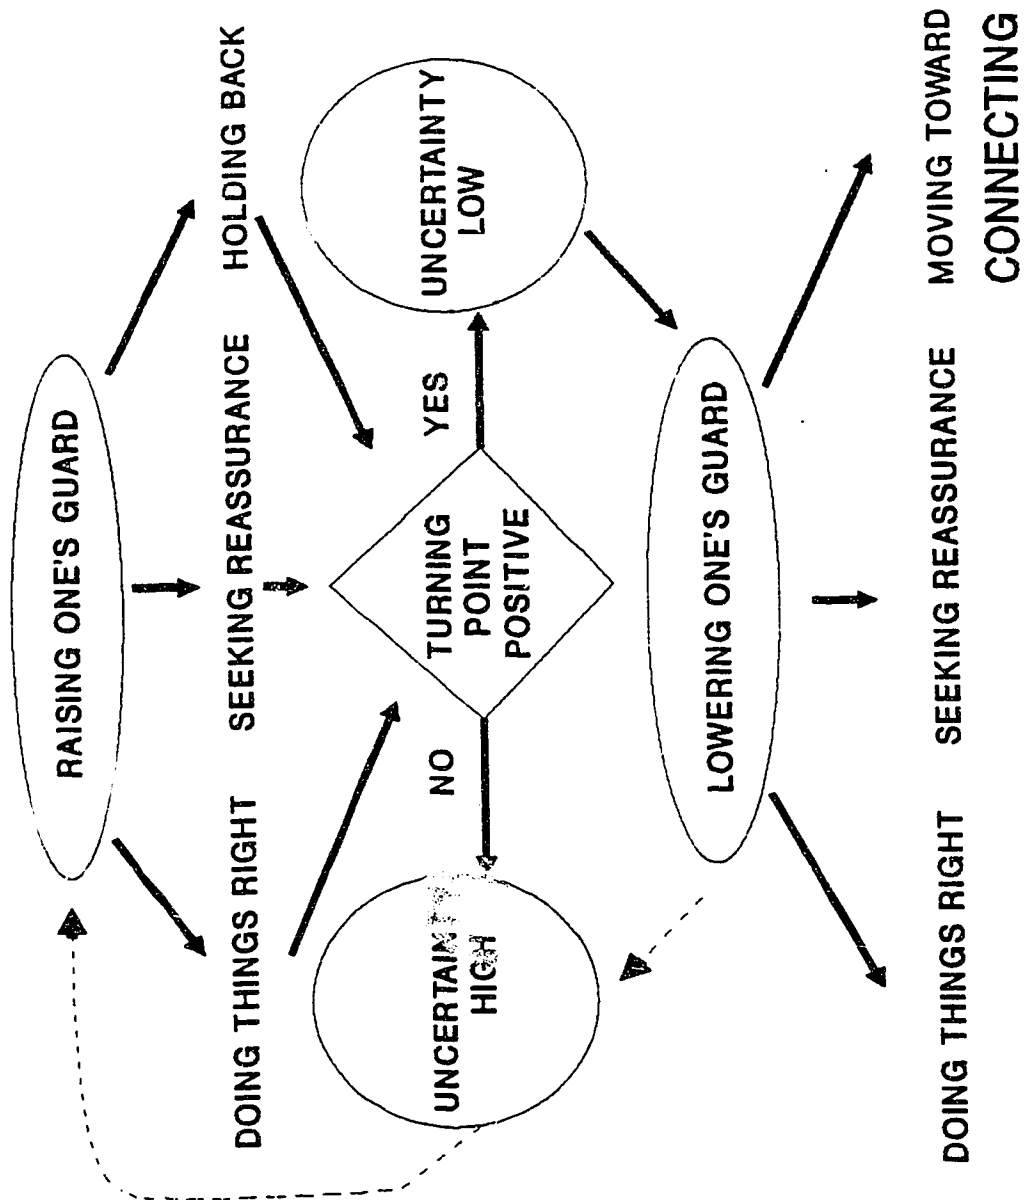 RAISING ONE'S GUARD
DOING THINGS RIGHT
SEEKING REASSURANCE
HOLDING BACK
UNCERTAINTY
HIGH
NO
TURNING
POINT
POSITIVE
YES
UNCERTAINTY
LOW
LOWERING ONE'S GUARD
DOING THINGS RIGHT
SEEKING REASSURANCE
MOVING TOWARD
CONNECTING